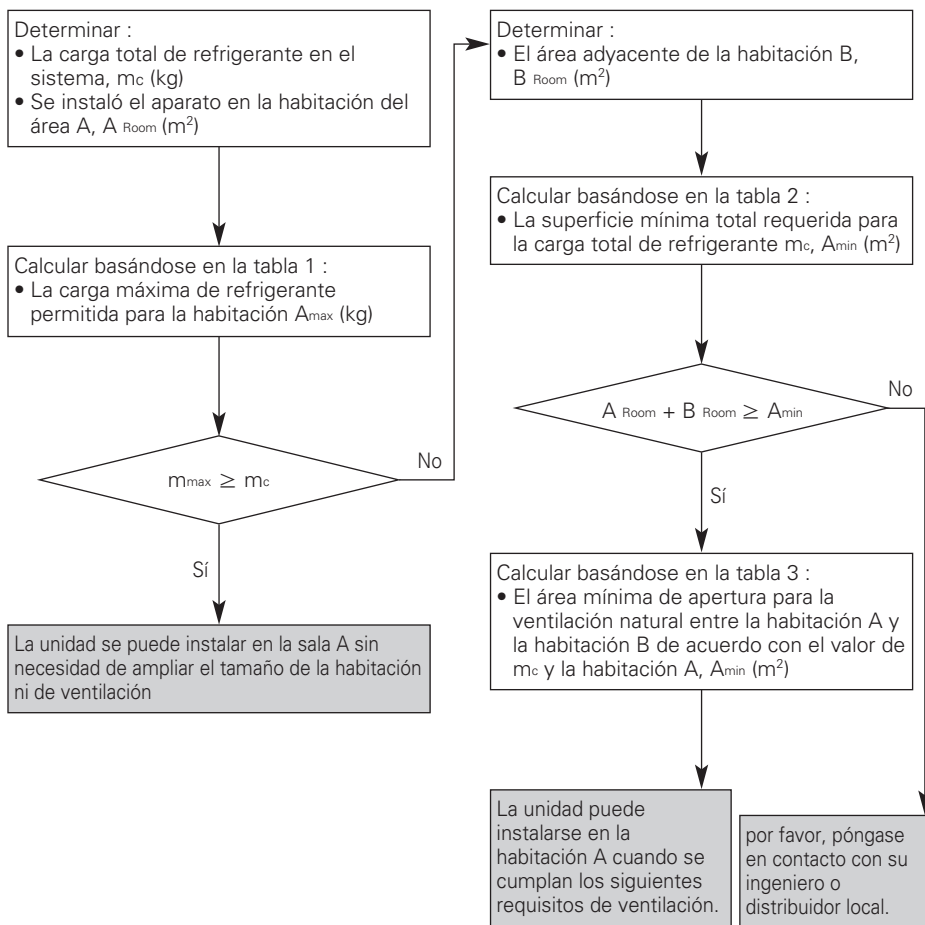 Determinar :
• La carga total de refrigerante en el
sistema, mc (kg)
• Se instaló el aparato en la habitación del
área A, A Room (m²)
Calcular basándose en la tabla 1 :
• La carga máxima de refrigerante
permitida para la habitación Amax (kg)
mmax ≥ mc
No
Sí
La unidad se puede instalar en la sala A sin
necesidad de ampliar el tamaño de la habitación
ni de ventilación
Determinar :
• El área adyacente de la habitación B,
B Room (m²)
Calcular basándose en la tabla 2 :
• La superficie mínima total requerida para
la carga total de refrigerante mc, Amin (m²)
A Room + B Room ≥ Amin
No
Sí
Calcular basándose en la tabla 3 :
• El área mínima de apertura para la
ventilación natural entre la habitación A y
la habitación B de acuerdo con el valor de
mc y la habitación A, Amin (m²)
La unidad puede
instalarse en la
habitación A cuando se
cumplan los siguientes
requisitos de ventilación.
por favor, póngase
en contacto con su
ingeniero o
distribuidor local.